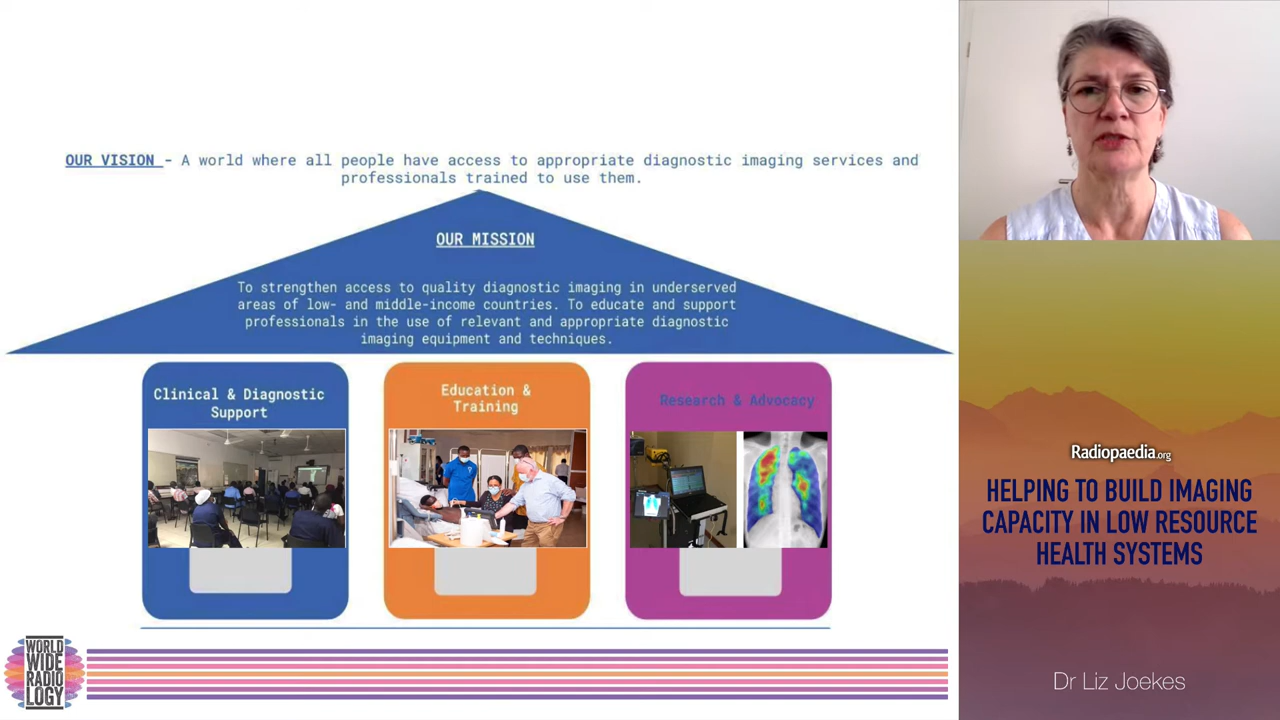 OUR VISION - A world where all people have access to appropriate diagnostic imaging services and
professionals trained to use them.
OUR MISSION
To strengthen access to quality diagnostic imaging in underserved
areas of low- and middle-income countries. To educate and support
professionals in the use of relevant and appropriate diagnostic
imaging equipment and techniques.
Clinical & Diagnostic
Support
Education &
Training
Research & Advocacy
WORLD
WIDE
RADIO
LOGY
Radiopaedia.org
HELPING TO BUILD IMAGING
CAPACITY IN LOW RESOURCE
HEALTH SYSTEMS
Dr Liz Joekes